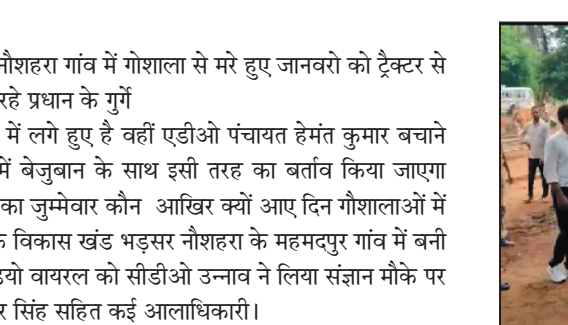 नौशहरा गांव में गोशाला से मरे हुए जानवरो को ट्रैक्टर से
रहे प्रधान के गुर्गे
में लगे हुए है वहीं एडीओ पंचायत हेमंत कुमार बचाने
में बेजुबान के साथ इसी तरह का बर्ताव किया जाएगा
का जुम्मेवार कौन आखिर क्यों आए दिन गौशालाओं में
विकास खंड भड़सर नौशहरा के महमदपुर गांव में बनी
वायरल को सीडीओ उन्नाव ने लिया संज्ञान मौके पर
सिंह सहित कई आलाधिकारी।